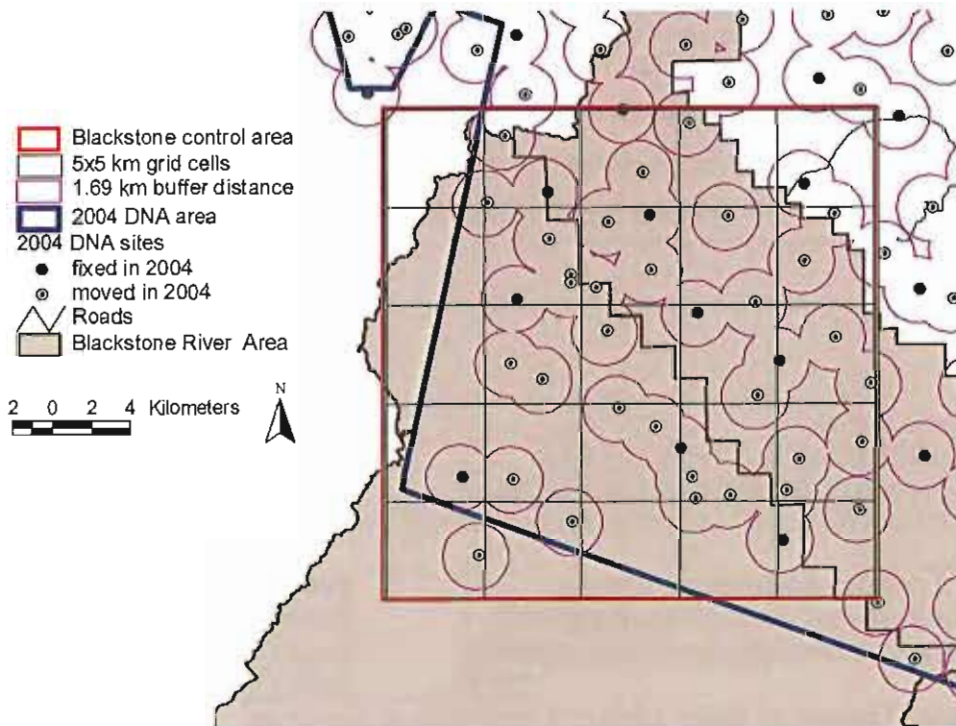 Blackstone control area
5x5 km grid cells
1.69 km buffer distance
2004 DNA area
2004 DNA sites
fixed in 2004
moved in 2004
Roads
Blackstone River Area
2 0 2 4 Kilometers
N